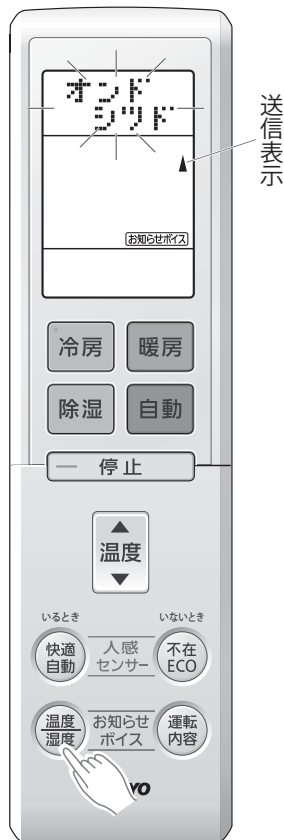 オンド
シツド
送信表示
お知らせボイス
冷房
暖房
除湿
自動
停止
温度
いるとき
いないとき
快適
自動
人感
センサー
不在
ECO
温度
湿度
お知らせ
ボイス
運転
内容